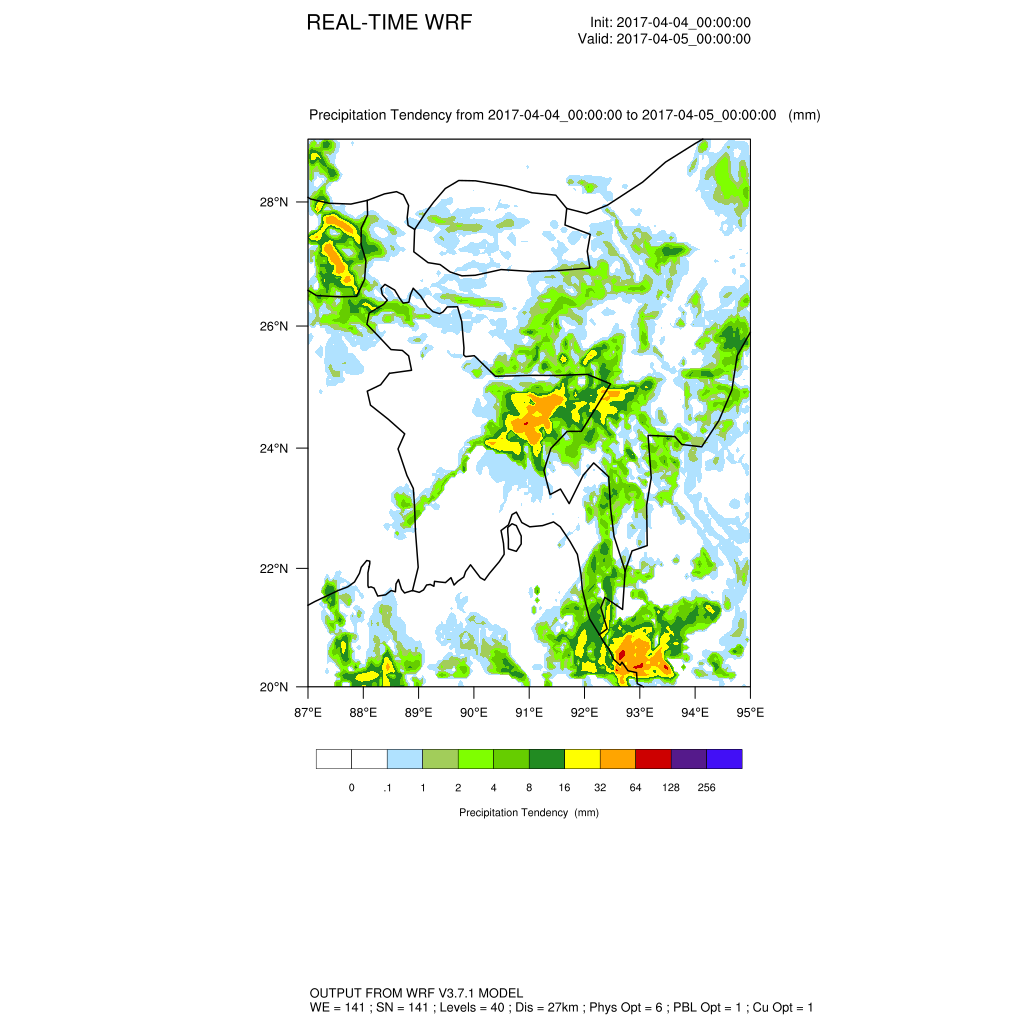 REAL-TIME WRF
Init: 2017-04-04_00:00:00
Valid: 2017-04-05_00:00:00
Precipitation Tendency from 2017-04-04_00:00:00 to 2017-04-05_00:00:00 (mm)
28°N
26°N
24°N
22°N
20°N
87°E 88°E 89°E 90°E 91°E 92°E 93°E 94°E 95°E
0 .1 1 2 4 8 16 32 64 128 256
Precipitation Tendency (mm)
OUTPUT FROM WRF V3.7.1 MODEL
WE = 141 ; SN = 141 ; Levels = 40 ; Dis = 27km ; Phys Opt = 6 ; PBL Opt = 1 ; Cu Opt = 1